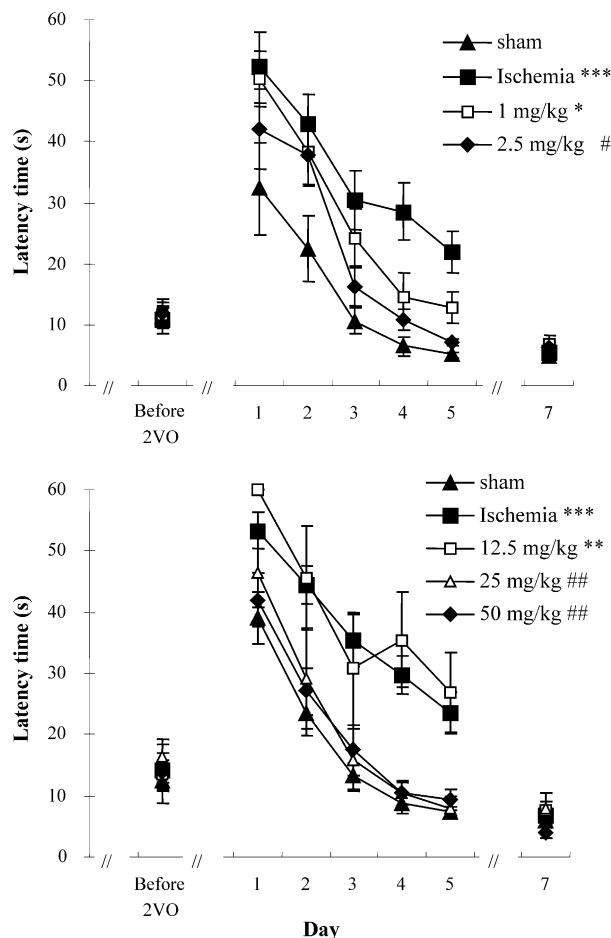 60
50
40
30
20
10
0
Latency time (s)
sham
Ischemia ***
1 mg/kg *
2.5 mg/kg #
// // //
Before
2VO
1 2 3 4 5 7
60
50
40
30
20
10
0
Latency time (s)
sham
Ischemia ***
12.5 mg/kg **
25 mg/kg ##
50 mg/kg ##
// // //
Before
2VO
1 2 3 4 5 7
Day